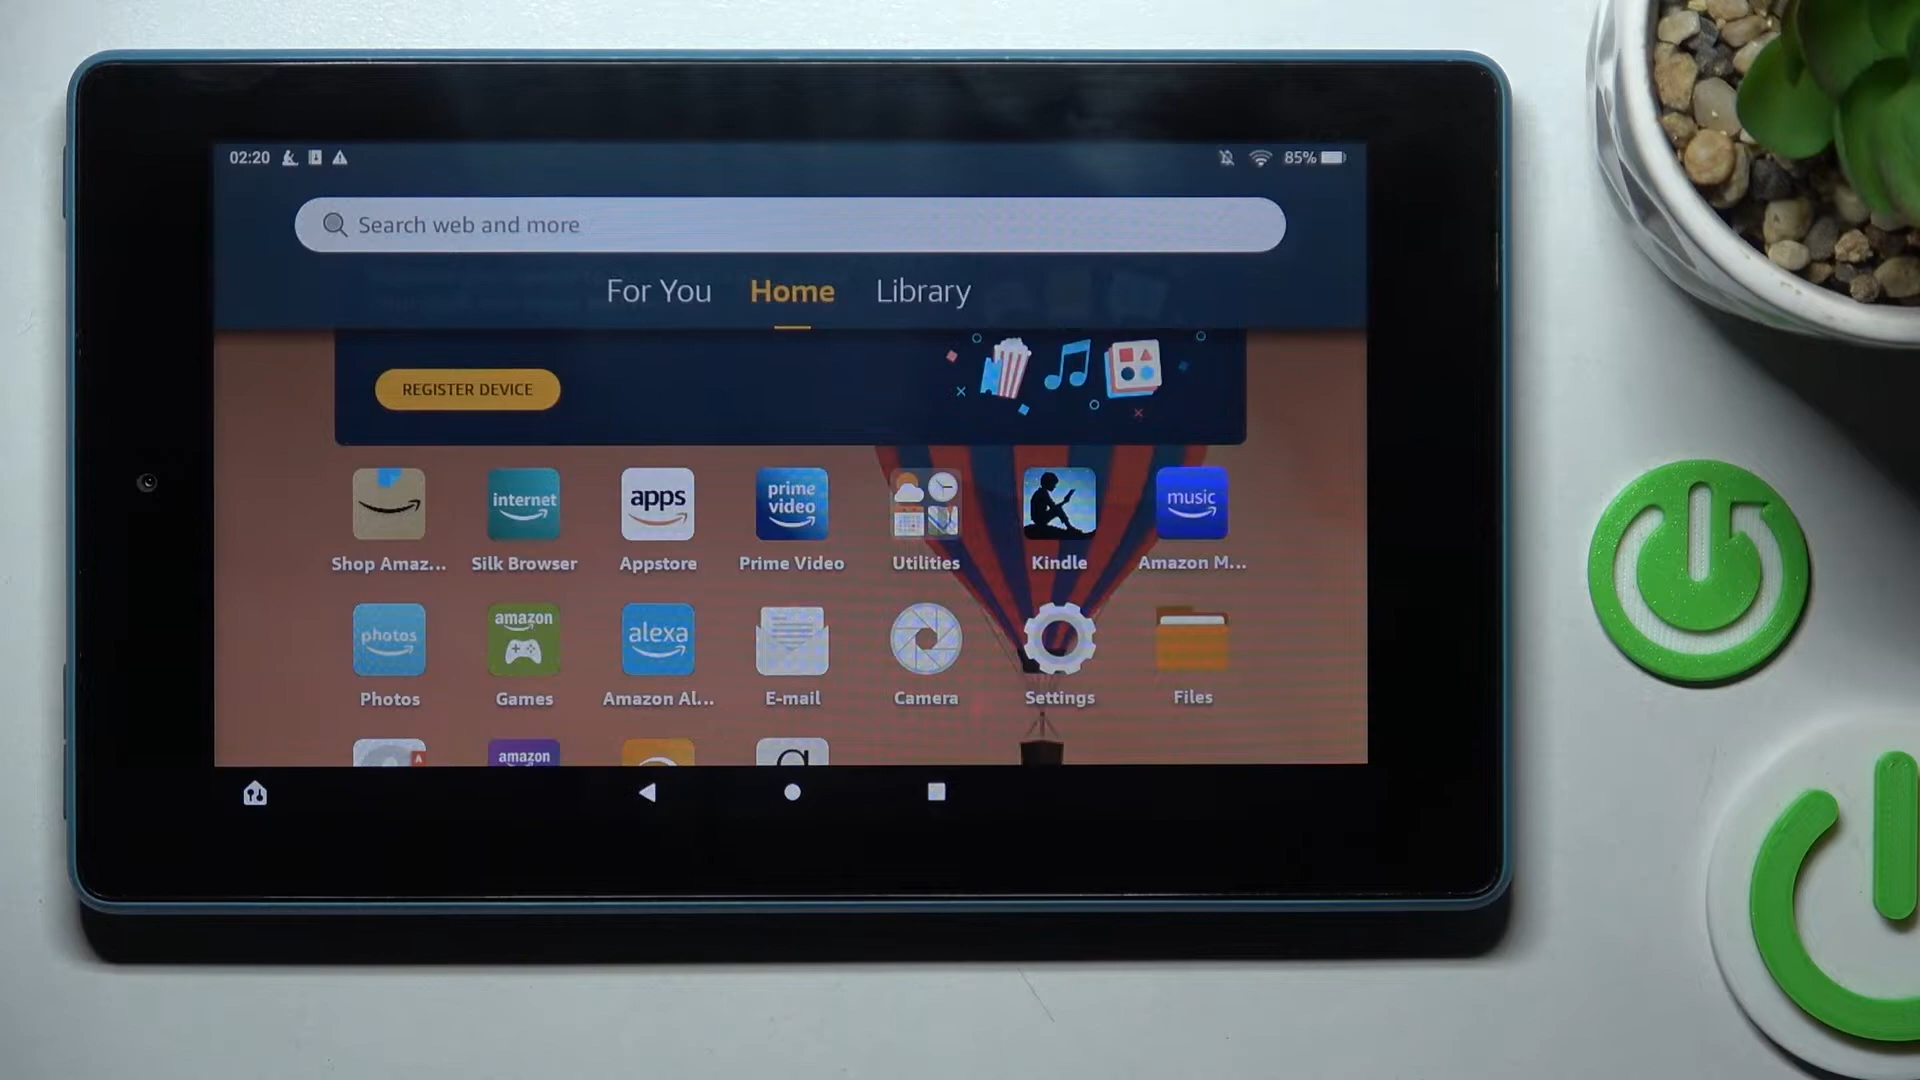 02:20
85%
Search web and more
For You Home Library
REGISTER DEVICE
internet
apps
prime video
music
Shop Amaz... Silk Browser Appstore Prime Video Utilities Kindle Amazon M...
photos
amazon
alexa
Photos Games Amazon Al... E-mail Camera Settings Files
amazon